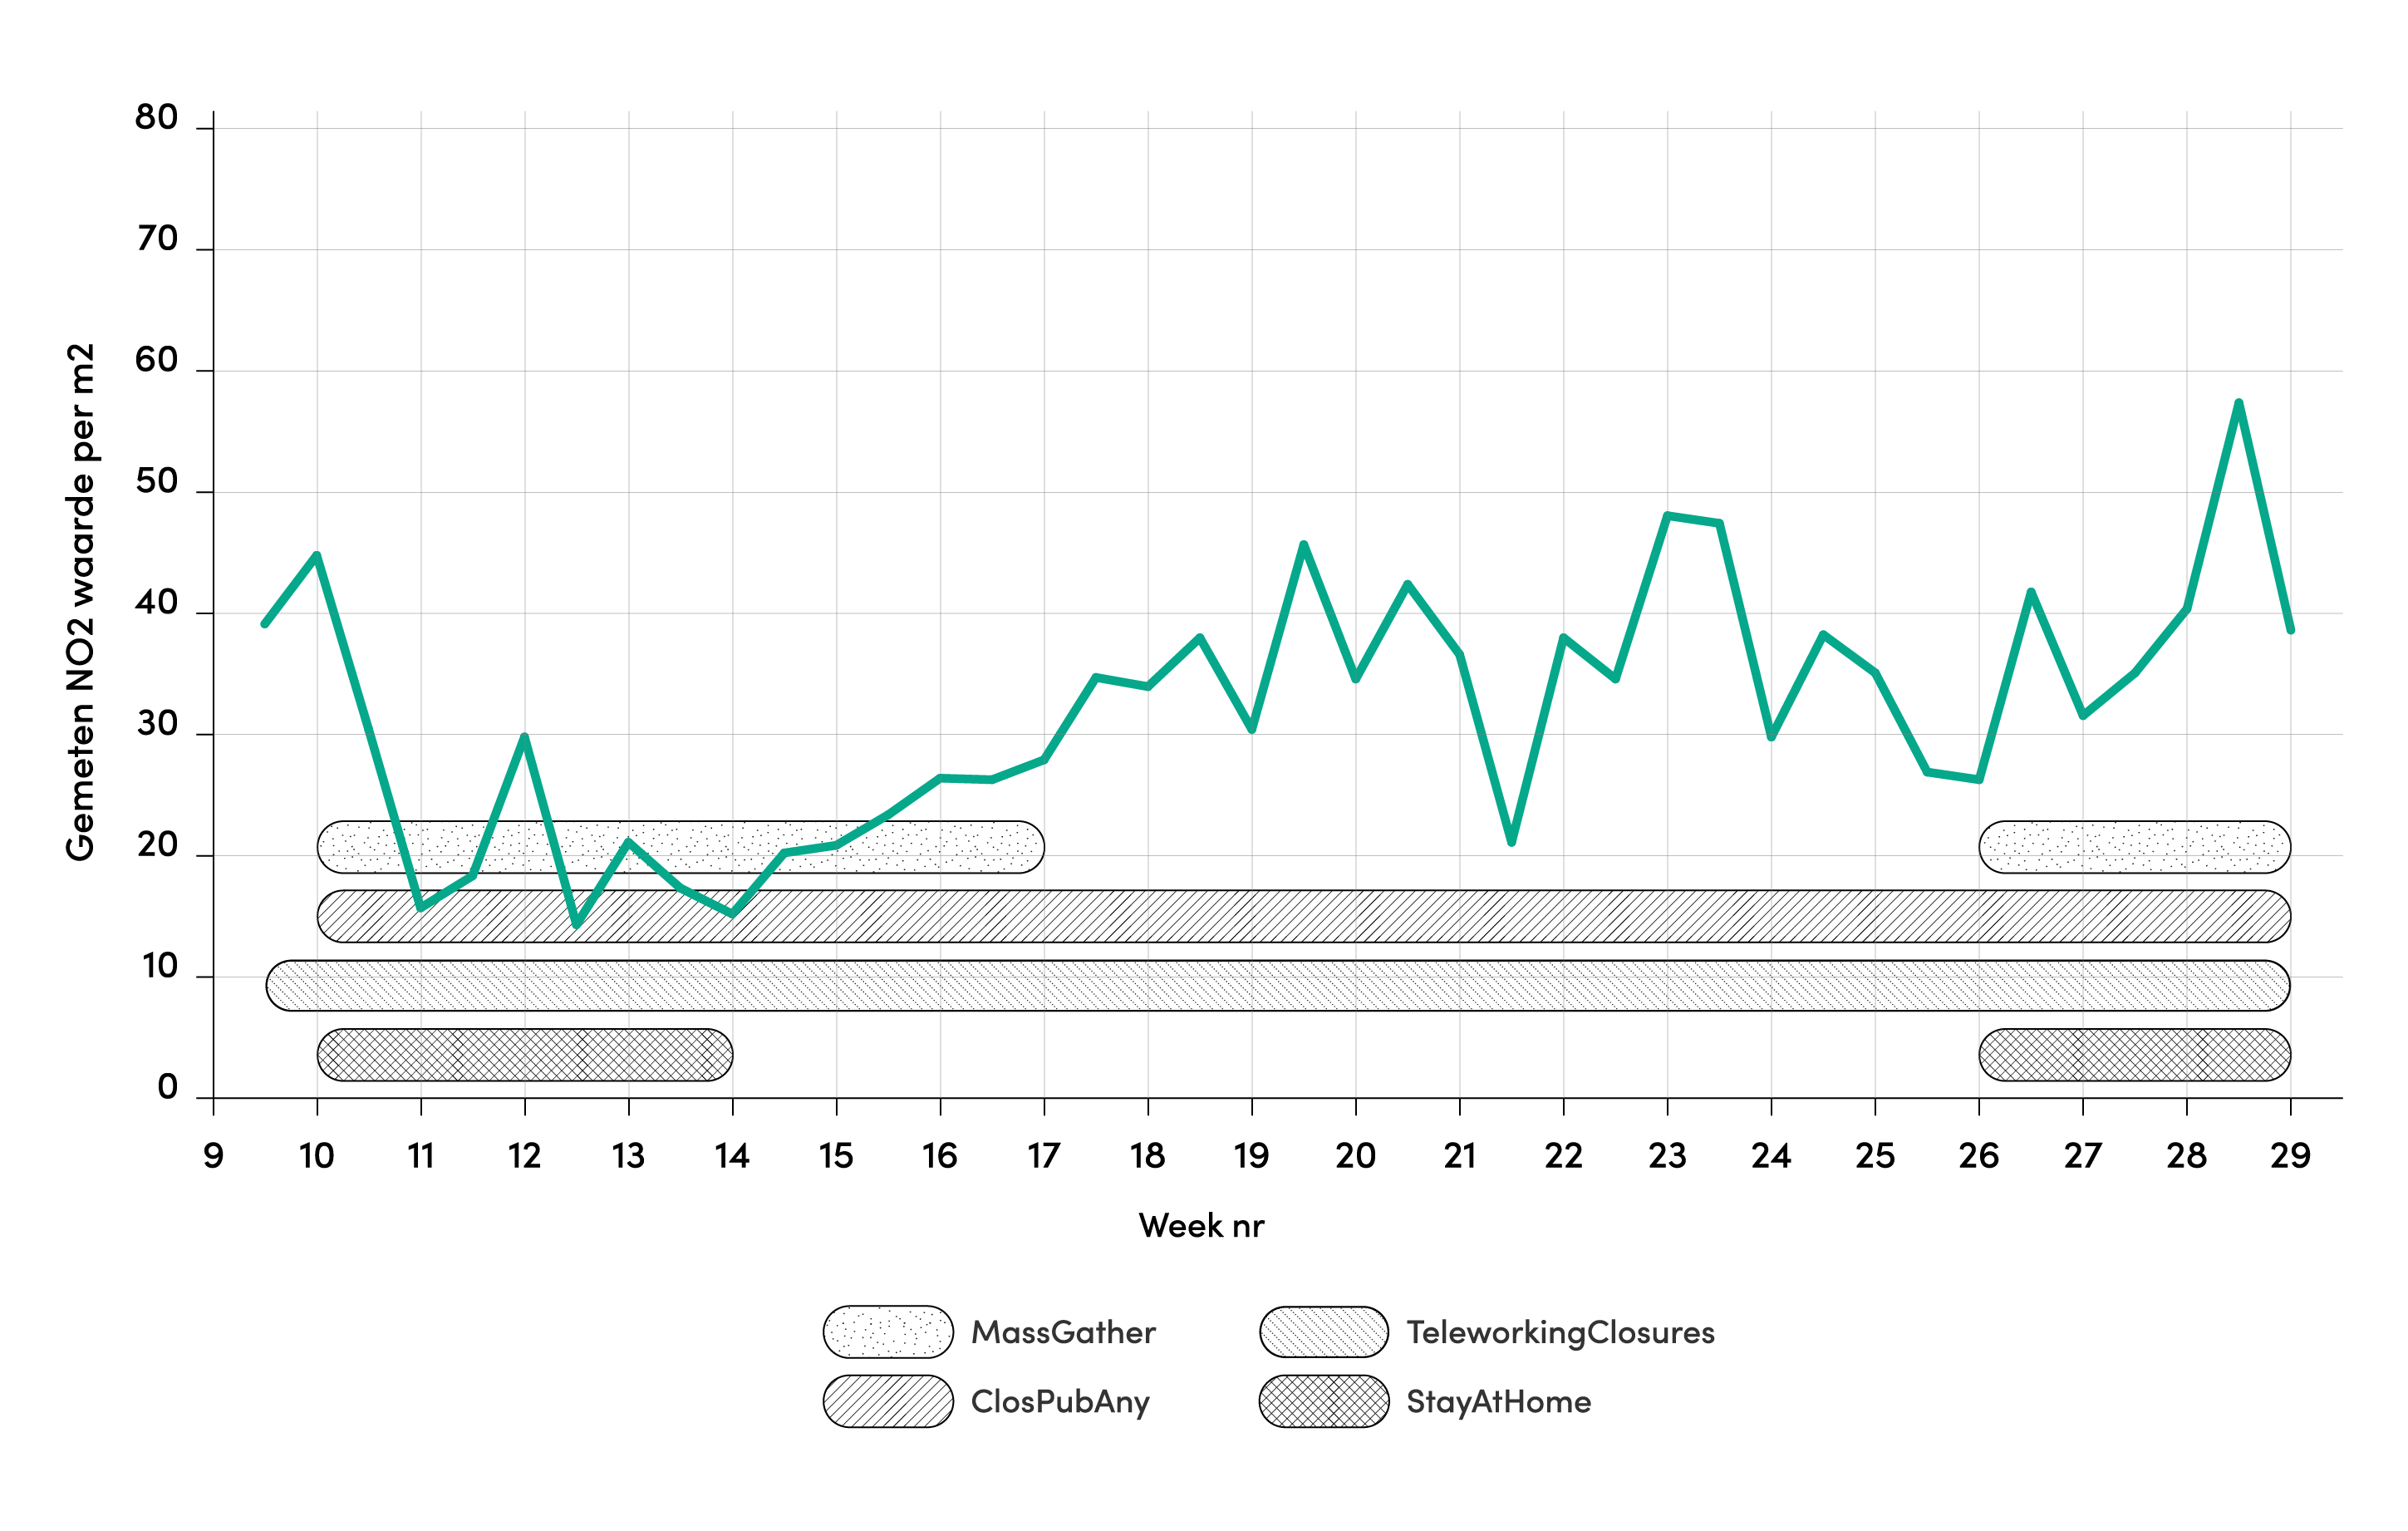 80
70
60
50
40
30
20
10
0
Gemeten NO2 waarde per m2
9 10 11 12 13 14 15 16 17 18 19 20 21 22 23 24 25 26 27 28 29
Week nr
MassGather TeleworkingClosures
ClosPubAny StayAtHome